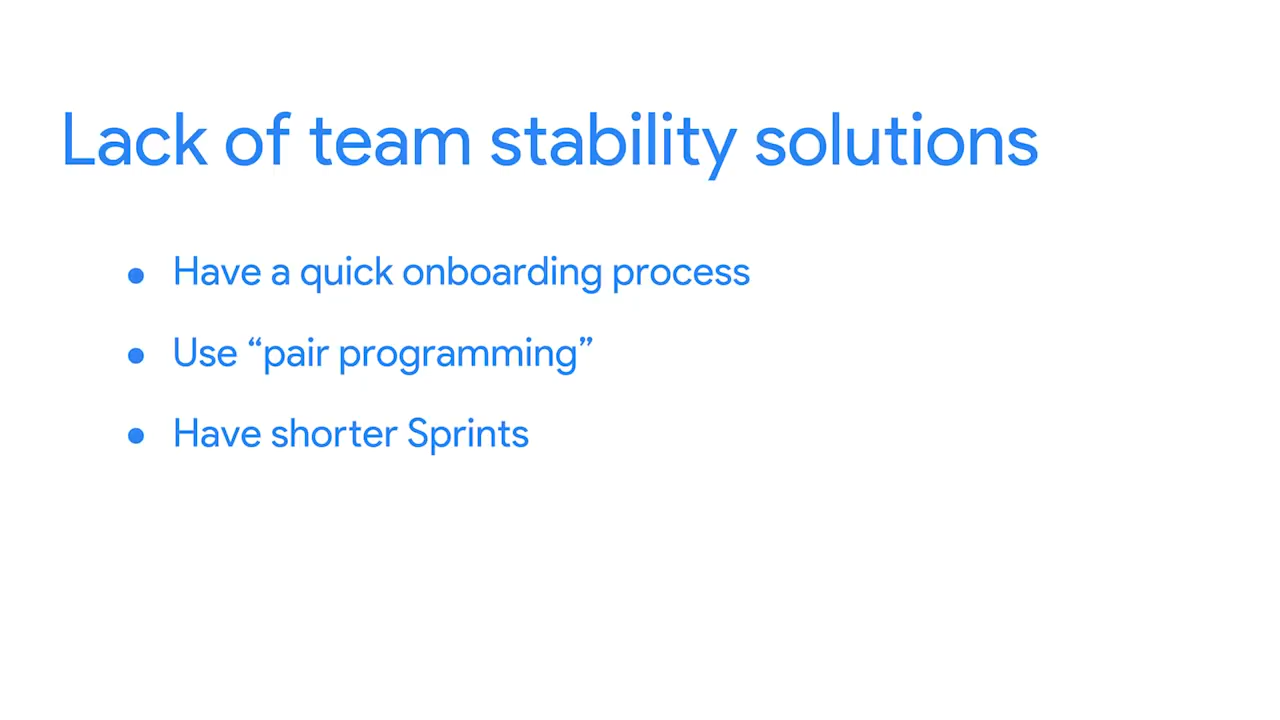 Lack of team stability solutions
● Have a quick onboarding process
● Use “pair programming”
● Have shorter Sprints